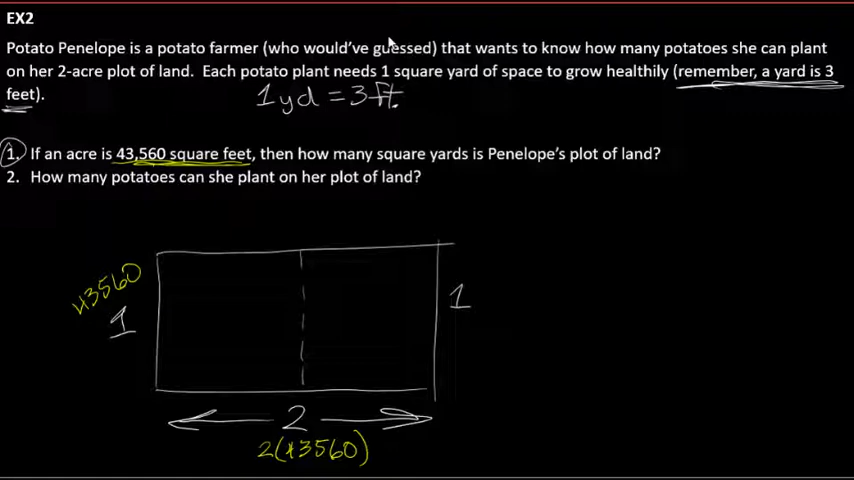 EX2
Potato Penelope is a potato farmer (who would've guessed) that wants to know how many potatoes she can plant
on her 2-acre plot of land. Each potato plant needs 1 square yard of space to grow healthily (remember, a yard is 3
feet).
1yd = 3ft.
1. If an acre is 43,560 square feet, then how many square yards is Penelope's plot of land?
2. How many potatoes can she plant on her plot of land?
43560
1
1
2
2(43560)